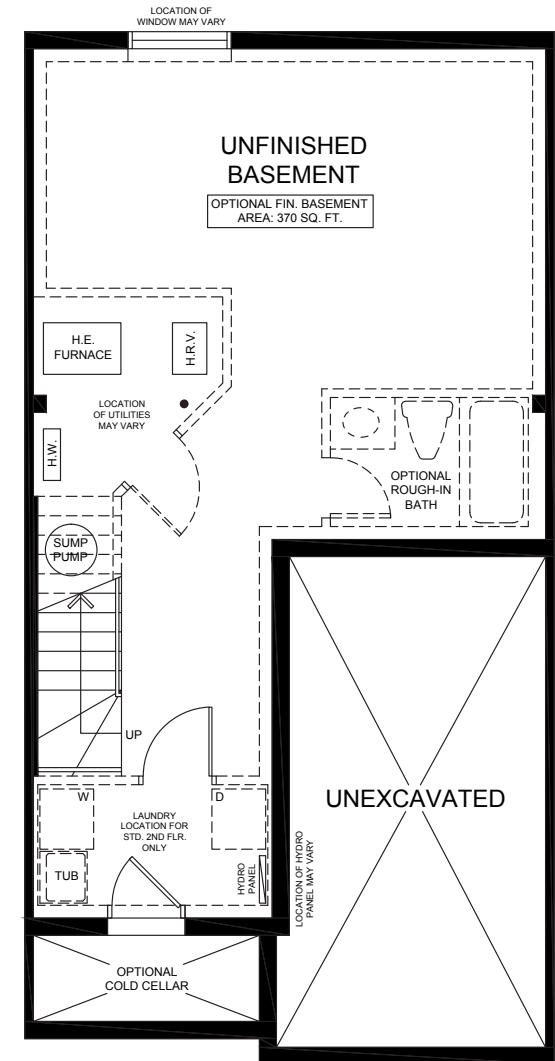 LOCATION OF
WINDOW MAY VARY
UNFINISHED
BASEMENT
OPTIONAL FIN. BASEMENT
AREA: 370 SQ. FT.
H.E.
FURNACE
H.R.V.
LOCATION
OF UTILITIES
MAY VARY
H.W.
OPTIONAL
ROUGH-IN
BATH
SUMP
PUMP
UP
W
D
LAUNDRY
LOCATION FOR
STD. 2ND FLR.
ONLY
TUB
HYDRO
PANEL
LOCATION OF HYDRO
PANEL MAY VARY
UNEXCAVATED
OPTIONAL
COLD CELLAR